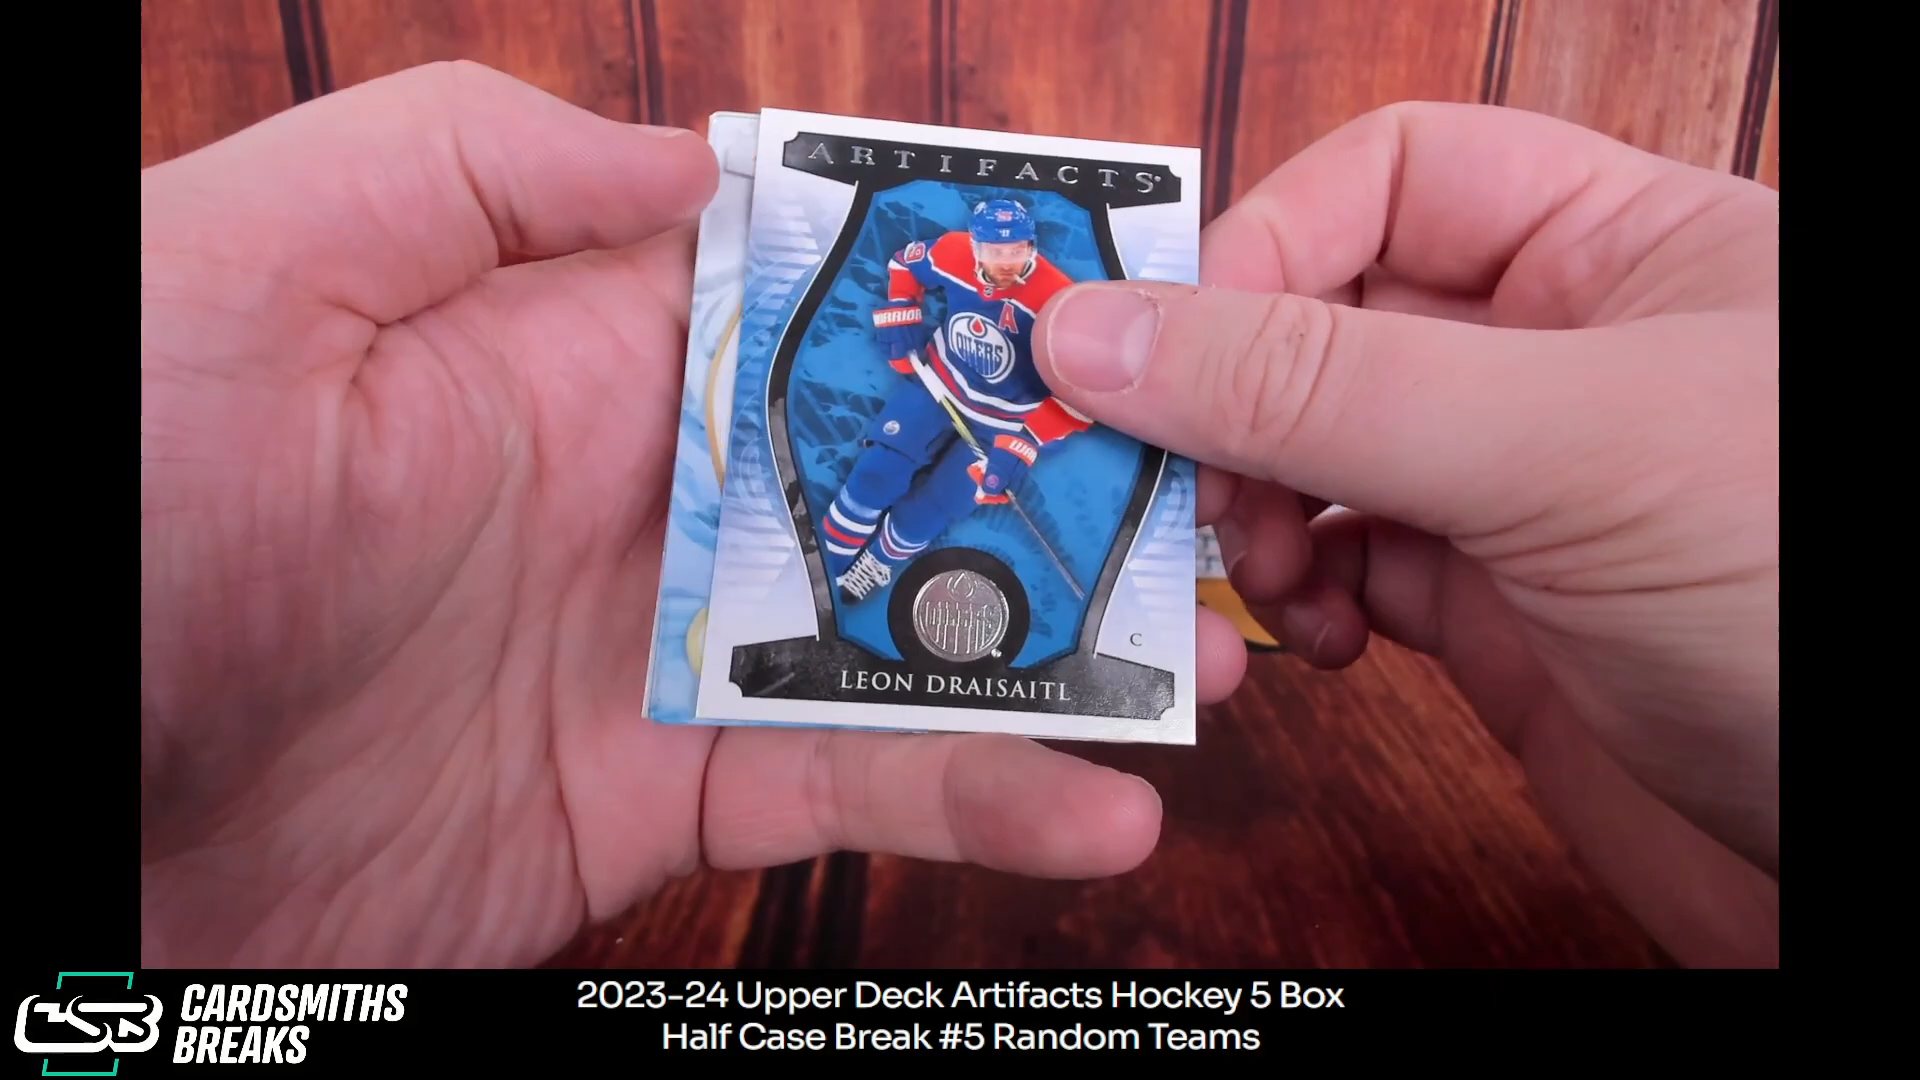 ARTIFACTS
WARRIOR
A
OILERS
C
LEON DRAISAITL
CSB
CARDSMITHS
BREAKS
2023-24 Upper Deck Artifacts Hockey 5 Box
Half Case Break #5 Random Teams